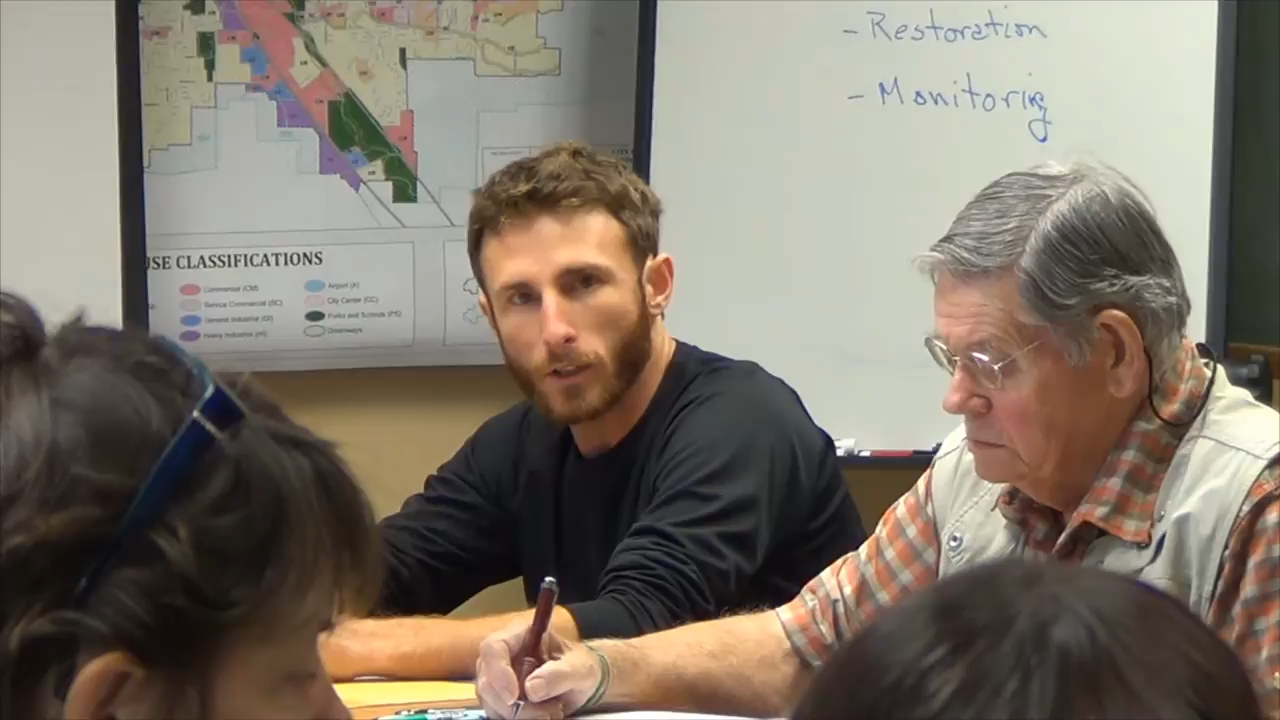 - Restoration
- Monitoring
USE CLASSIFICATIONS
Commercial (CM)
Service Commercial (SC)
General Industrial (GI)
Heavy Industrial (HI)
Airport (A)
City Center (CC)
Parks and Schools (PS)
Greenways